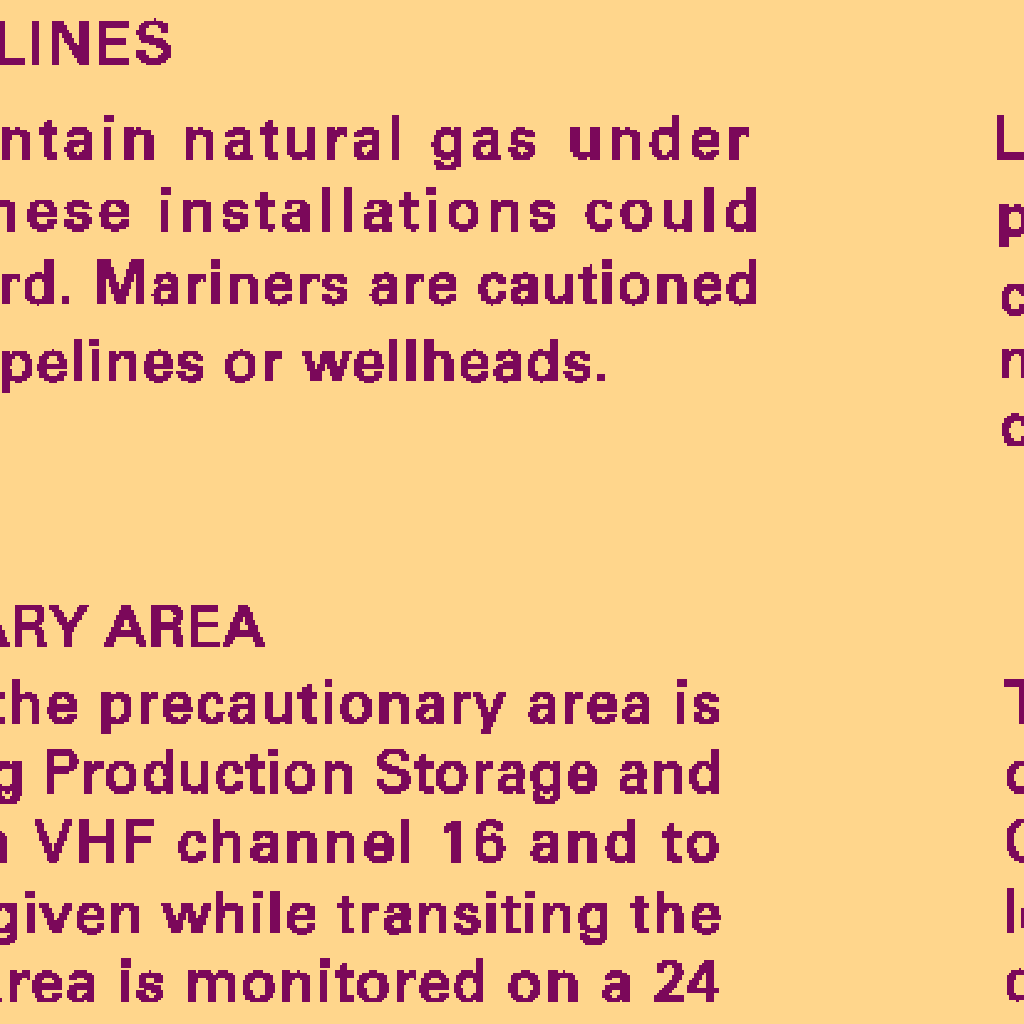 LINES
ntain natural gas under
hese installations could
rd. Mariners are cautioned
pelines or wellheads.
ARY AREA
the precautionary area is
g Production Storage and
n VHF channel 16 and to
given while transiting the
rea is monitored on a 24
L
p
c
n
c
T